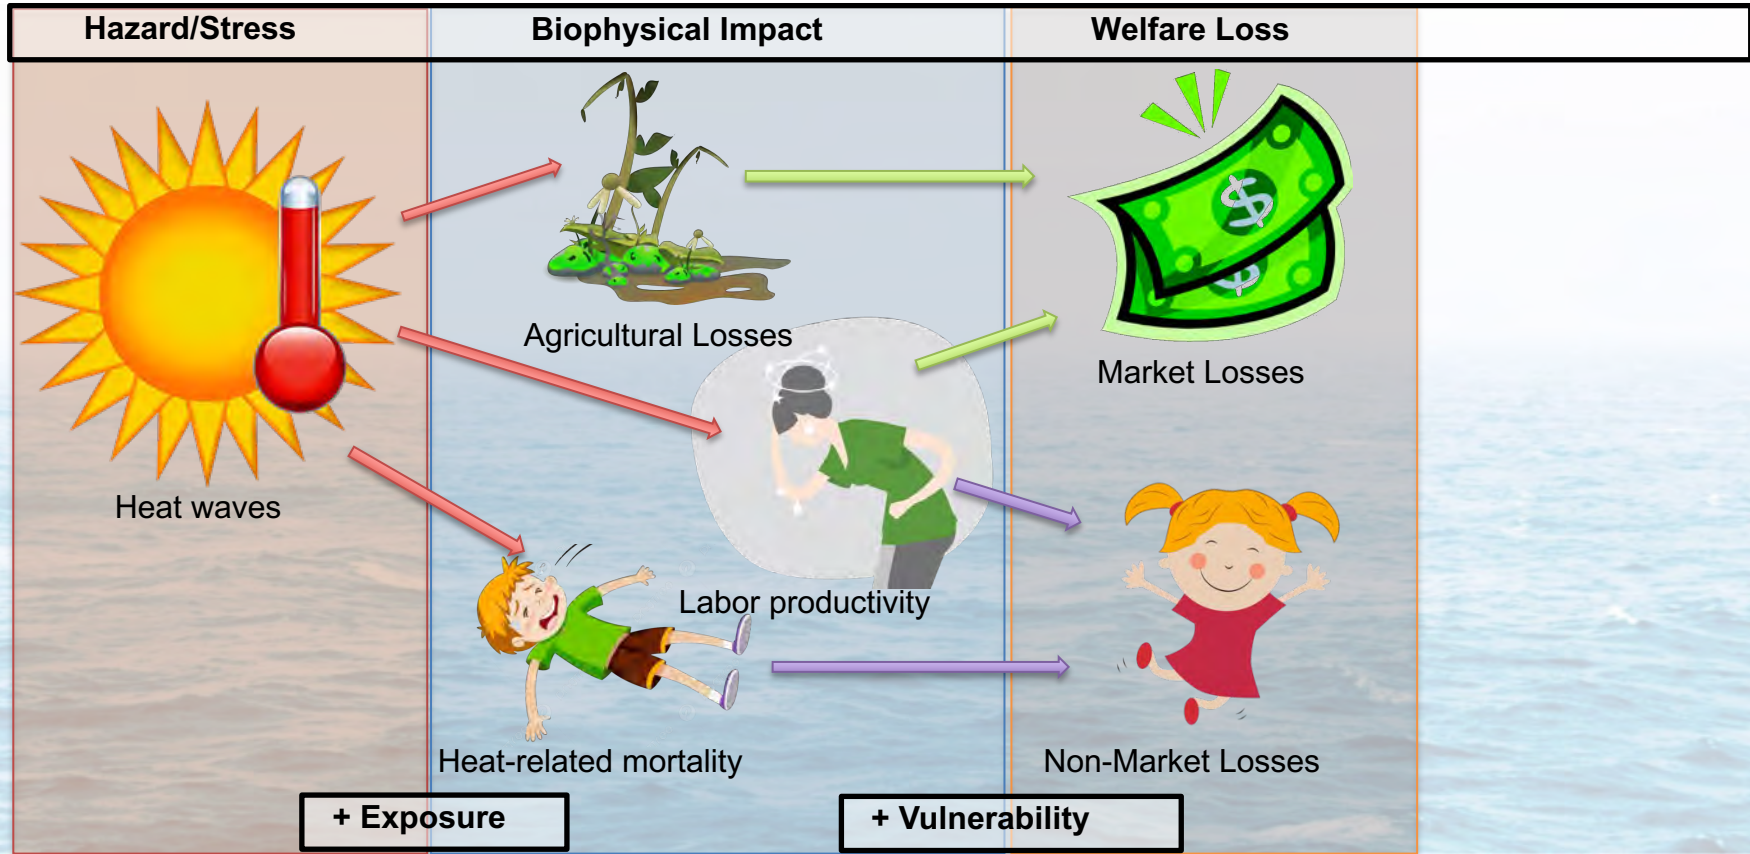 Hazard/Stress
Biophysical Impact
Welfare Loss
Agricultural Losses
Market Losses
Heat waves
Labor productivity
Heat-related mortality
Non-Market Losses
+ Exposure
+ Vulnerability